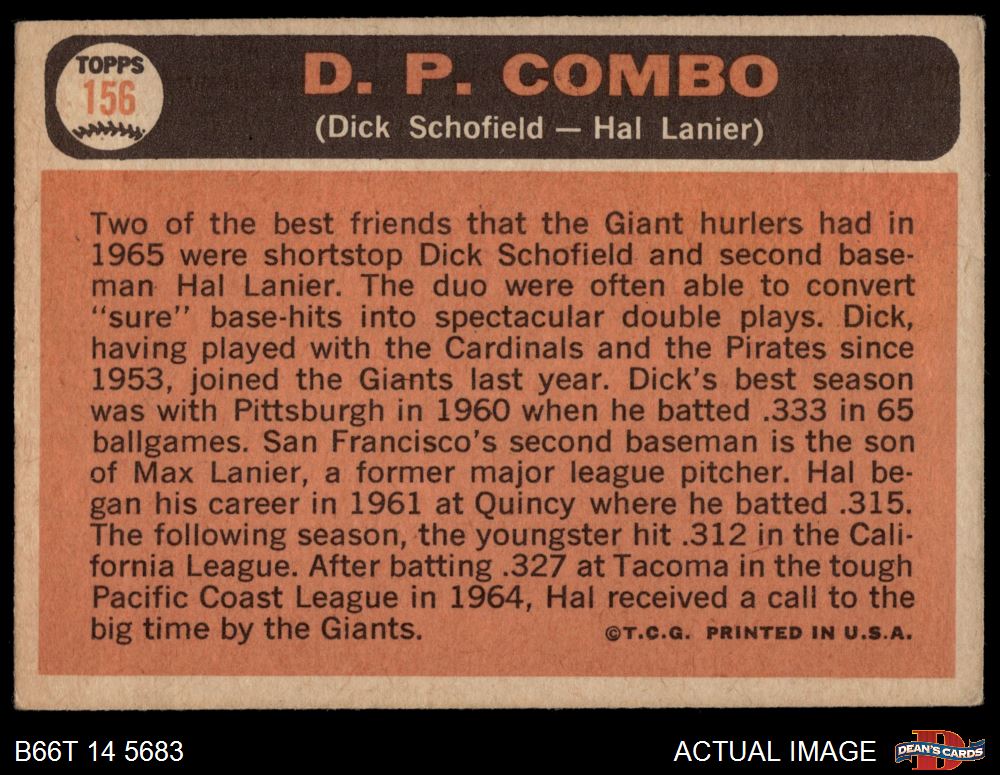 TOPPS
156
D. P. COMBO
(Dick Schofield — Hal Lanier)
Two of the best friends that the Giant hurlers had in
1965 were shortstop Dick Schofield and second base-
man Hal Lanier. The duo were often able to convert
"sure" base-hits into spectacular double plays. Dick,
having played with the Cardinals and the Pirates since
1953, joined the Giants last year. Dick's best season
was with Pittsburgh in 1960 when he batted .333 in 65
ballgames. San Francisco's second baseman is the son
of Max Lanier, a former major league pitcher. Hal be-
gan his career in 1961 at Quincy where he batted .315.
The following season, the youngster hit .312 in the Cali-
fornia League. After batting .327 at Tacoma in the tough
Pacific Coast League in 1964, Hal received a call to the
big time by the Giants.
©T.C.G. PRINTED IN U.S.A.
B66T 14 5683
ACTUAL IMAGE
D
DEAN'S CARDS